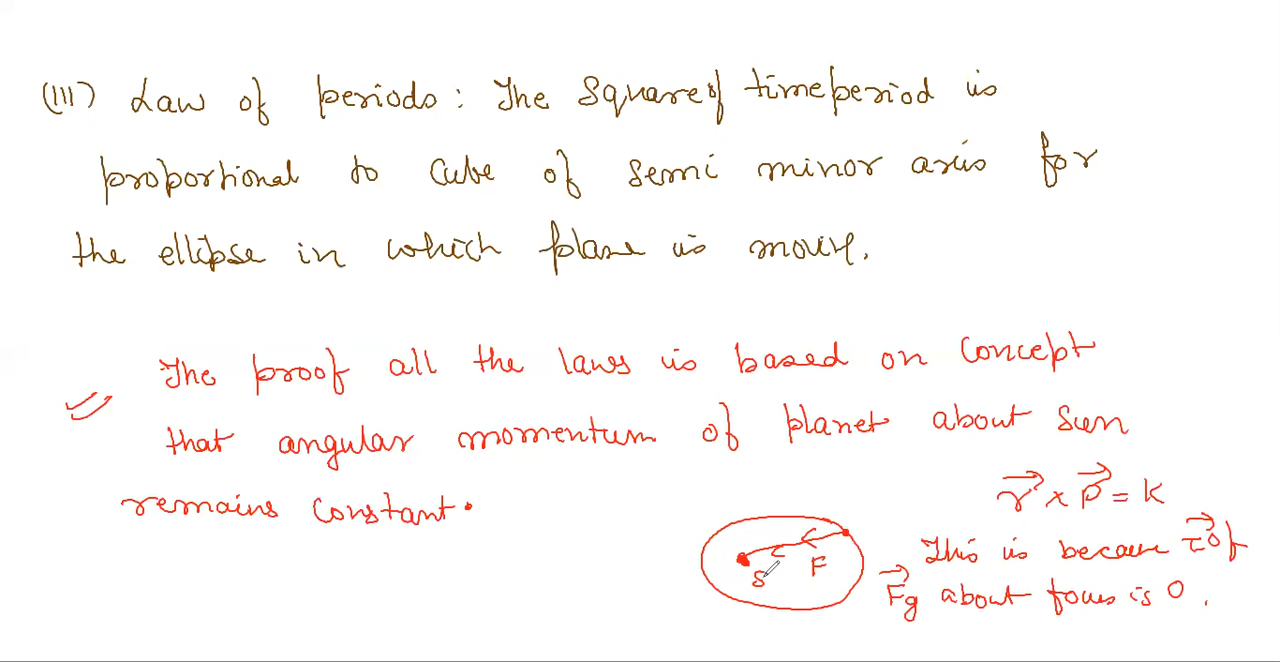 (III) Law of periods: The Square of timeperiod is
proportional to Cube of semi minor axis for
the ellipse in which plane is
The proof all the laws is based on concept
that angular momentum of planet about sun
remains constant.
r⃗ × p⃗ = K
This is because τ⃗ of
F⃗g about focus is 0.
S F